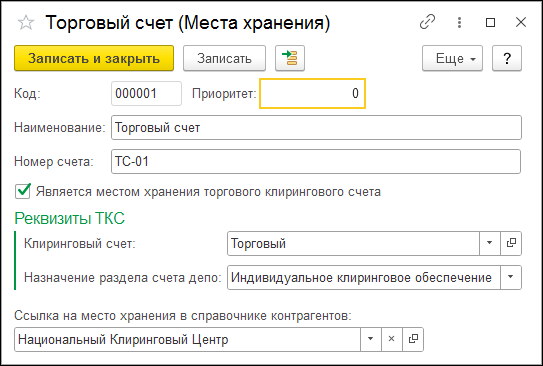 Торговый счет (Места хранения)
Записать и закрыть Записать Еще ?
Код: 000001 Приоритет: 0
Наименование: Торговый счет
Номер счета: ТС-01
Является местом хранения торгового клирингового счета
Реквизиты ТКС
Клиринговый счет: Торговый
Назначение раздела счета депо: Индивидуальное клиринговое обеспечение
Ссылка на место хранения в справочнике контрагентов:
Национальный Клиринговый Центр